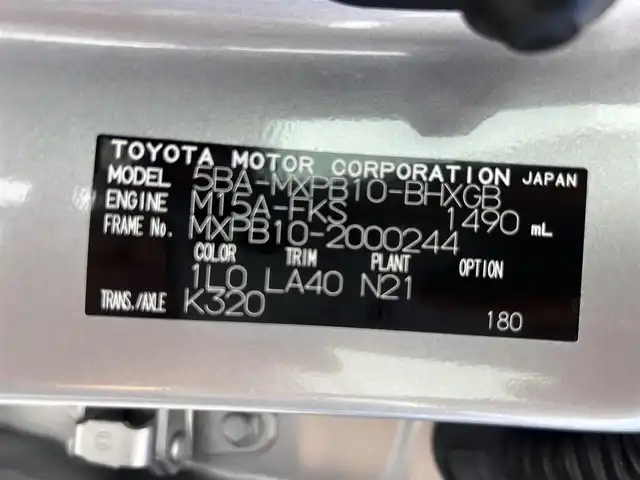 TOYOTA MOTOR CORPORATION JAPAN
MODEL 5BA-MXPB10-BHXGB
ENGINE M15A-FKS 1490 mL
FRAME No. MXPB10-2000244
COLOR TRIM PLANT OPTION
1L0 LA40 N21
TRANS./AXLE K320 180